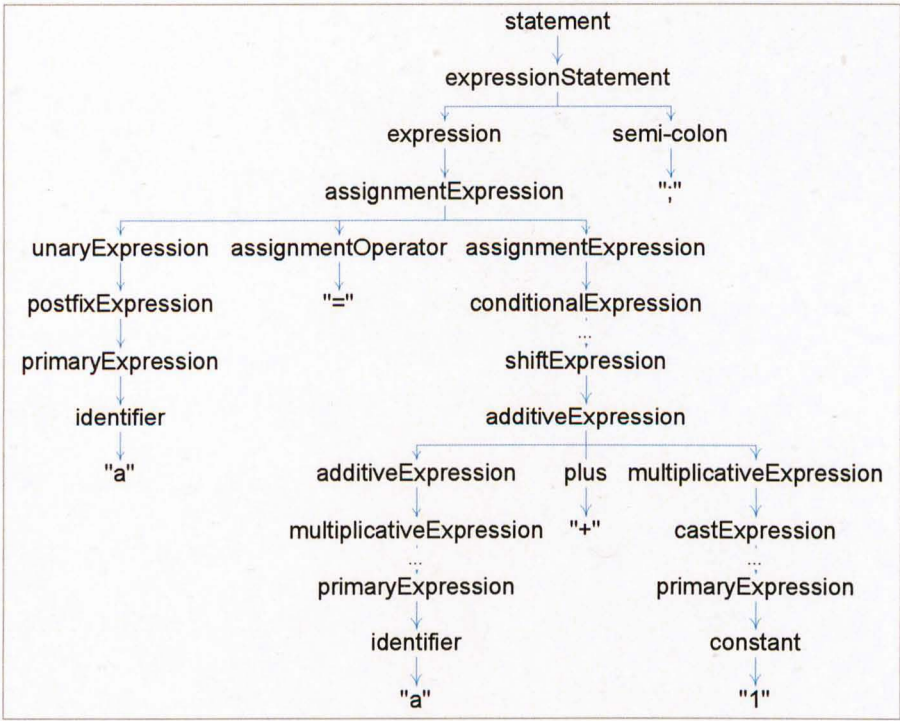 statement
expressionStatement
expression semi-colon
assignmentExpression ";"
unaryExpression assignmentOperator assignmentExpression
postfixExpression "=" conditionalExpression
...
primaryExpression shiftExpression
identifier additiveExpression
"a" additiveExpression plus multiplicativeExpression
multiplicativeExpression "+" castExpression
... ...
primaryExpression primaryExpression
identifier constant
"a" "1"